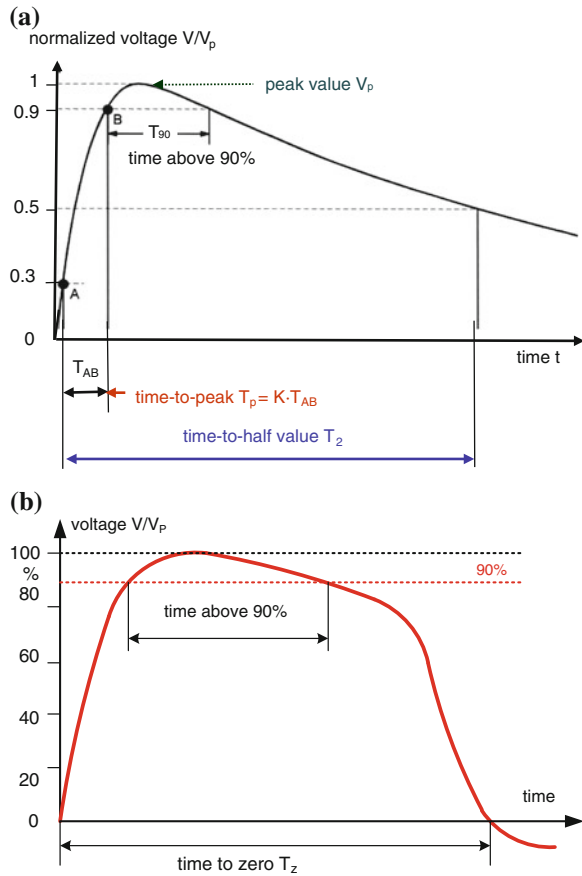 (a)
normalized voltage V/Vp
1
peak value Vp
0.9
B
T90
time above 90%
0.5
0.3
A
0
time t
TAB
time-to-peak Tp = K·TAB
time-to-half value T2
(b)
voltage V/VP
100
%
90%
80
time above 90%
60
40
20
time
0
time to zero Tz